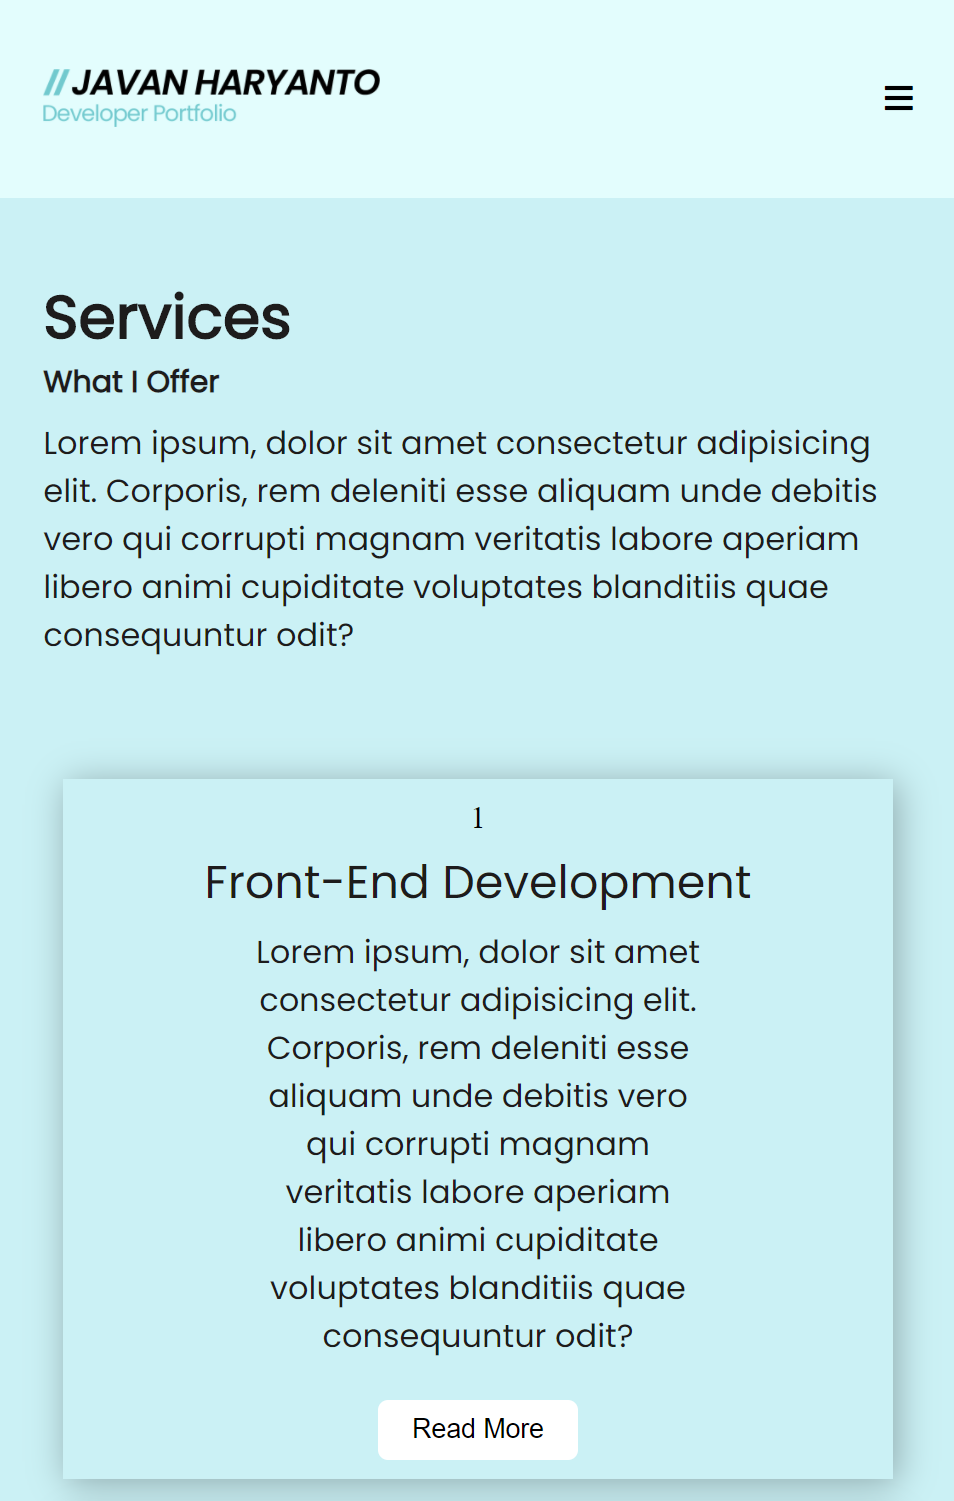 //JAVAN HARYANTO
Developer Portfolio
Services
What I Offer
Lorem ipsum, dolor sit amet consectetur adipisicing
elit. Corporis, rem deleniti esse aliquam unde debitis
vero qui corrupti magnam veritatis labore aperiam
libero animi cupiditate voluptates blanditiis quae
consequuntur odit?
1
Front-End Development
Lorem ipsum, dolor sit amet
consectetur adipisicing elit.
Corporis, rem deleniti esse
aliquam unde debitis vero
qui corrupti magnam
veritatis labore aperiam
libero animi cupiditate
voluptates blanditiis quae
consequuntur odit?
Read More